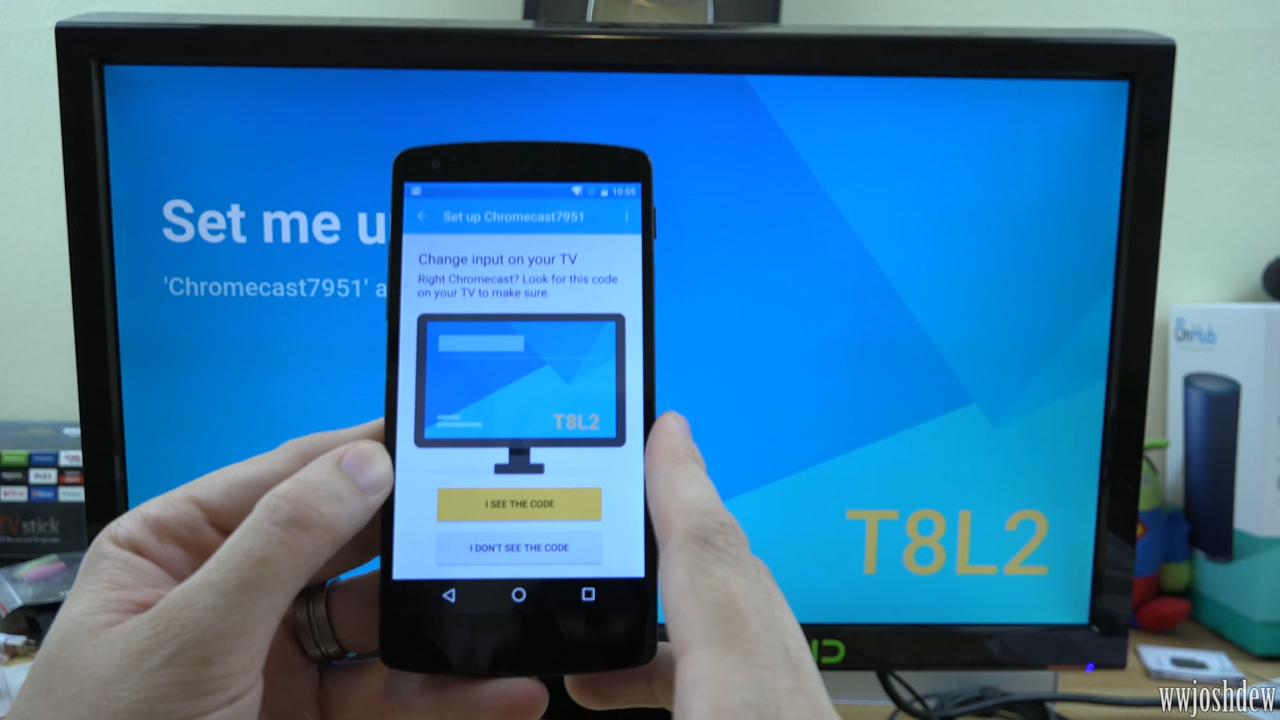 Set me u
'Chromecast7951' a
10:55
Set up Chromecast7951
Change input on your TV
Right Chromecast? Look for this code
on your TV to make sure.
T8L2
I SEE THE CODE
I DON'T SEE THE CODE
T8L2
OnHub
TV stick
wwjoshdew